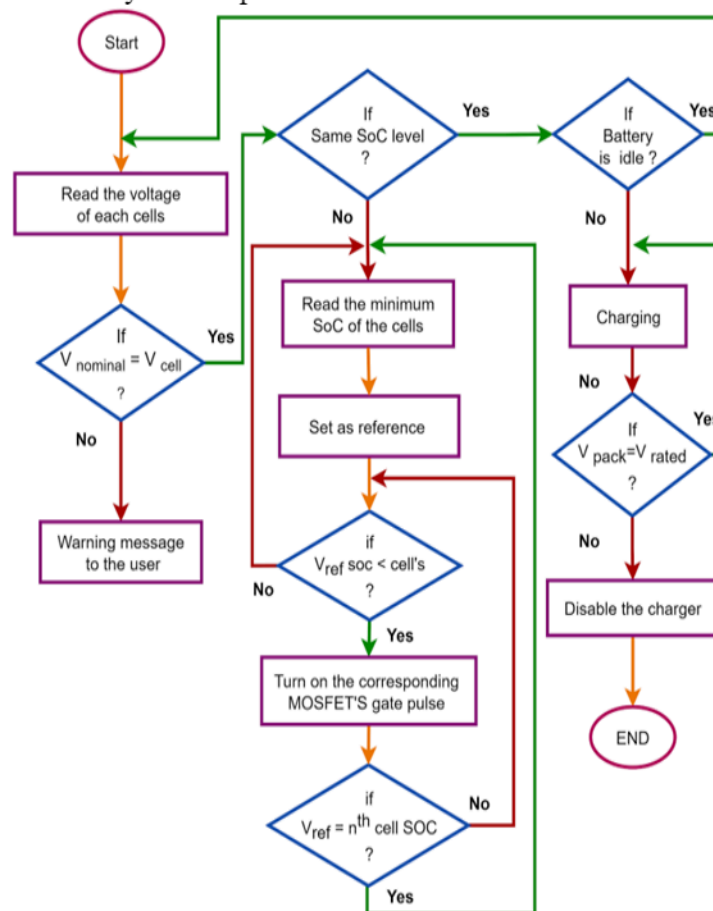 Start
Read the voltage
of each cells
If
V nominal = V cell
?
Yes
No
Warning message
to the user
If
Same SoC level
?
Yes
No
Read the minimum
SoC of the cells
Set as reference
if
Vref soc < cell's
?
No
Yes
Turn on the corresponding
MOSFET'S gate pulse
if
Vref = nth cell SOC
?
No
Yes
If
Battery
is idle ?
Yes
No
Charging
No
If
V pack=V rated
?
Yes
No
Disable the charger
END